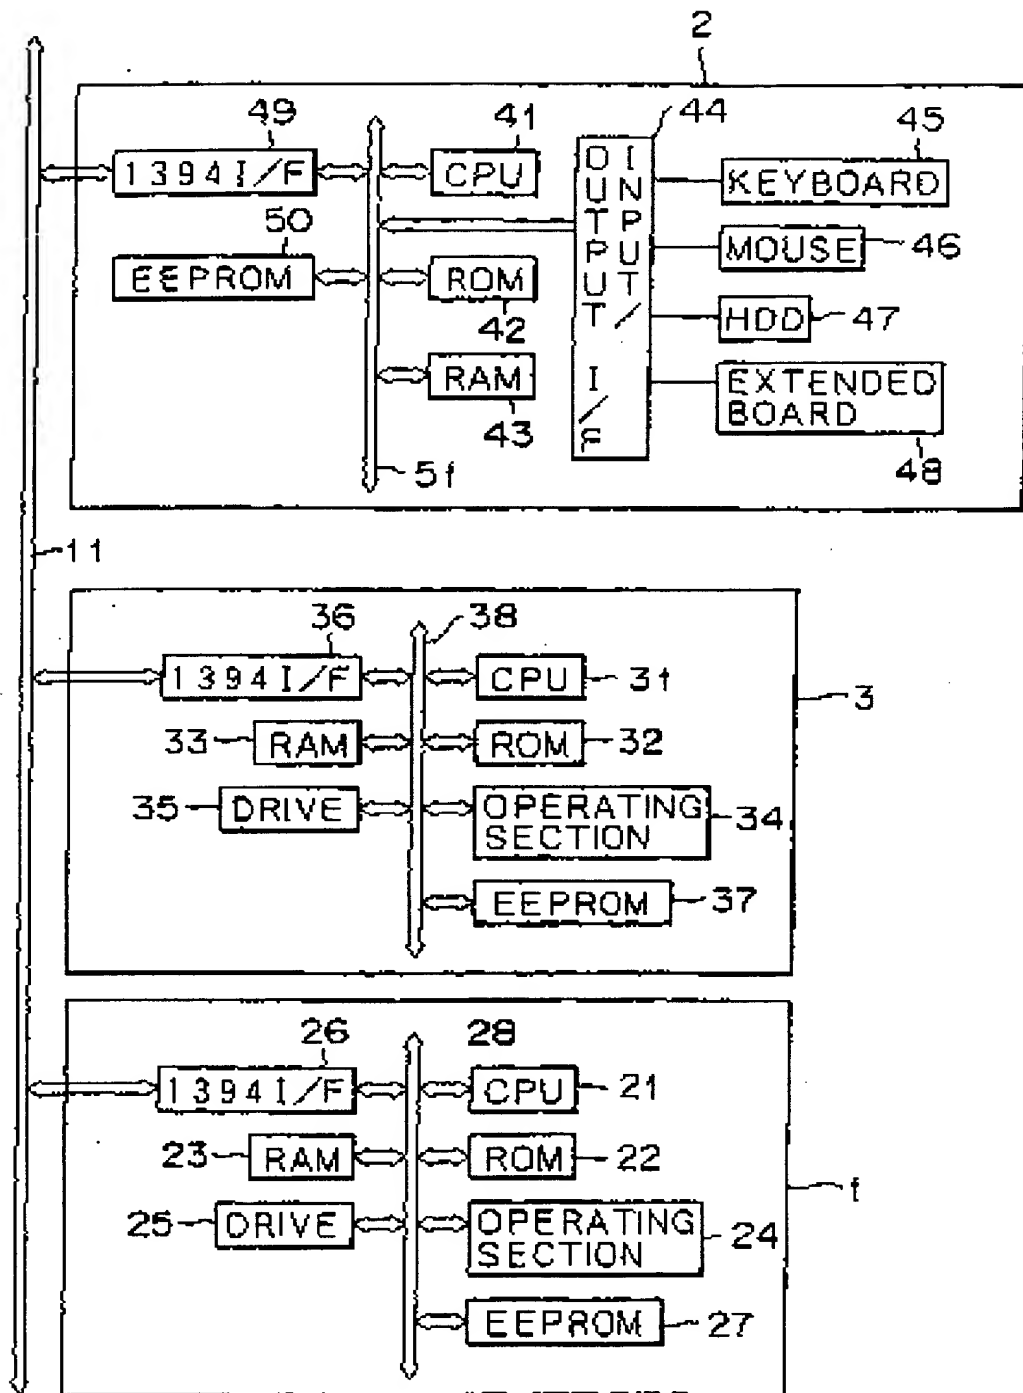 2
49
41
44
45
1394I/F
CPU
INPUT/
OUTPUT I/F
KEYBOARD
50
MOUSE
46
EEPROM
ROM
42
HDD
47
RAM
43
EXTENDED
BOARD
48
51
11
36
38
1394I/F
CPU
31
3
33
RAM
ROM
32
35
DRIVE
OPERATING
SECTION
34
EEPROM
37
26
28
1394I/F
CPU
21
23
RAM
ROM
22
1
25
DRIVE
OPERATING
SECTION
24
EEPROM
27